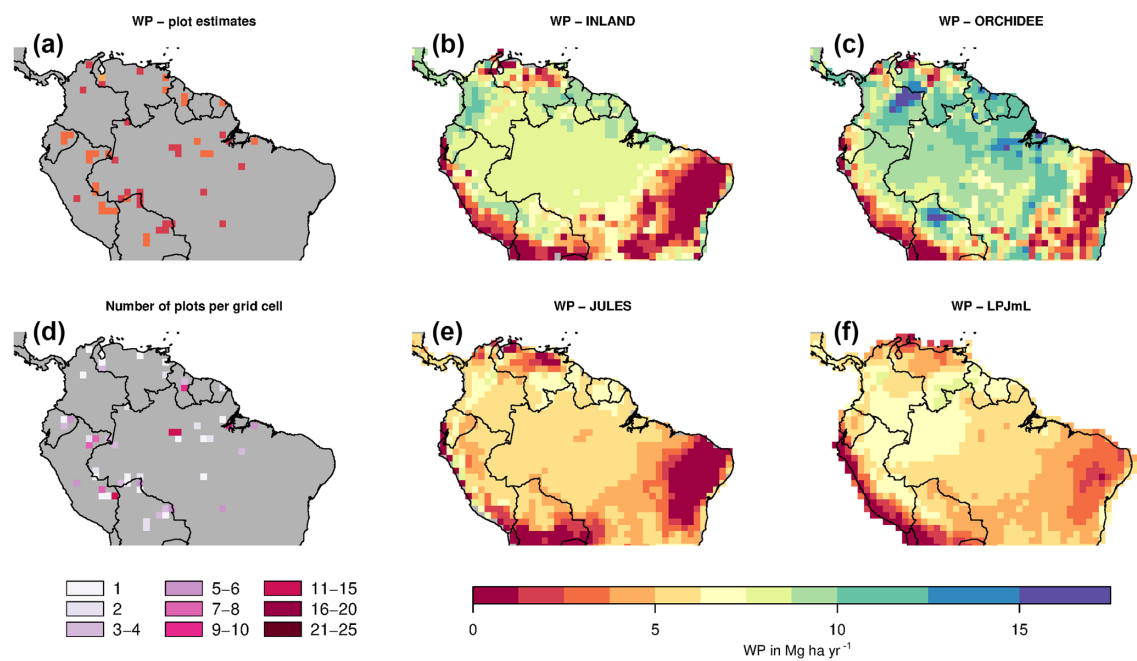 WP – plot estimates
WP – INLAND
WP – ORCHIDEE
(a)
(b)
(c)
Number of plots per grid cell
WP – JULES
WP – LPJmL
(d)
(e)
(f)
1
5–6
11–15
2
7–8
16–20
3–4
9–10
21–25
0
5
10
15
WP in Mg ha yr⁻¹